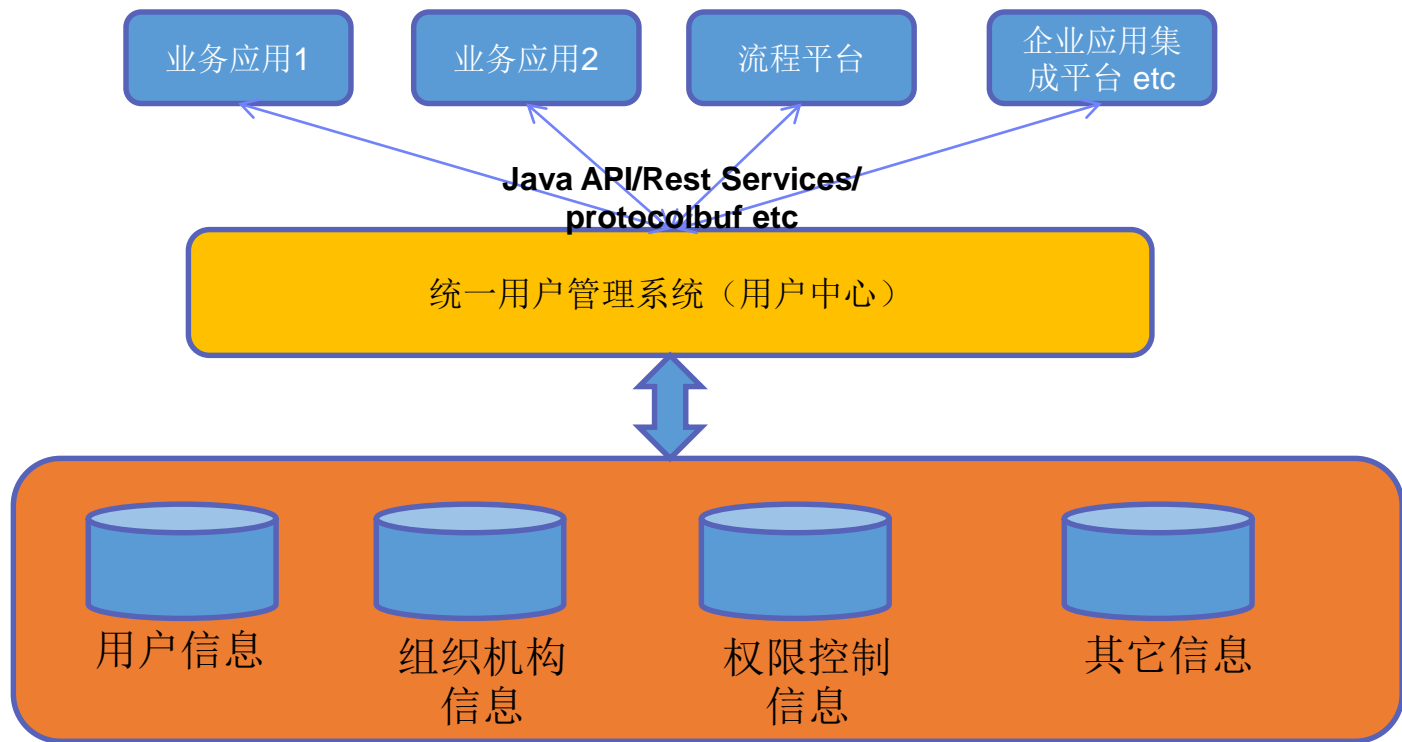 业务应用1
业务应用2
流程平台
企业应用集
成平台 etc
Java API/Rest Services/
protocolbuf etc
统一用户管理系统（用户中心）
用户信息
组织机构
信息
权限控制
信息
其它信息